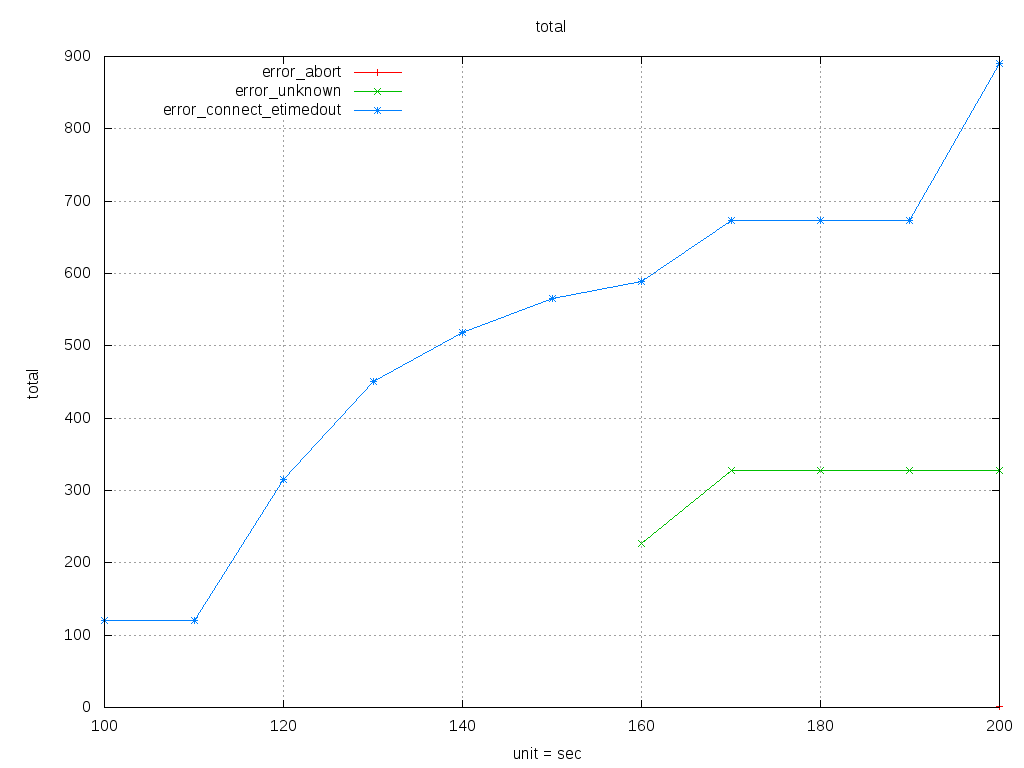 total
900
800
700
600
500
400
300
200
100
0
total
error_abort
error_unknown
error_connect_etimedout
100 120 140 160 180 200
unit = sec